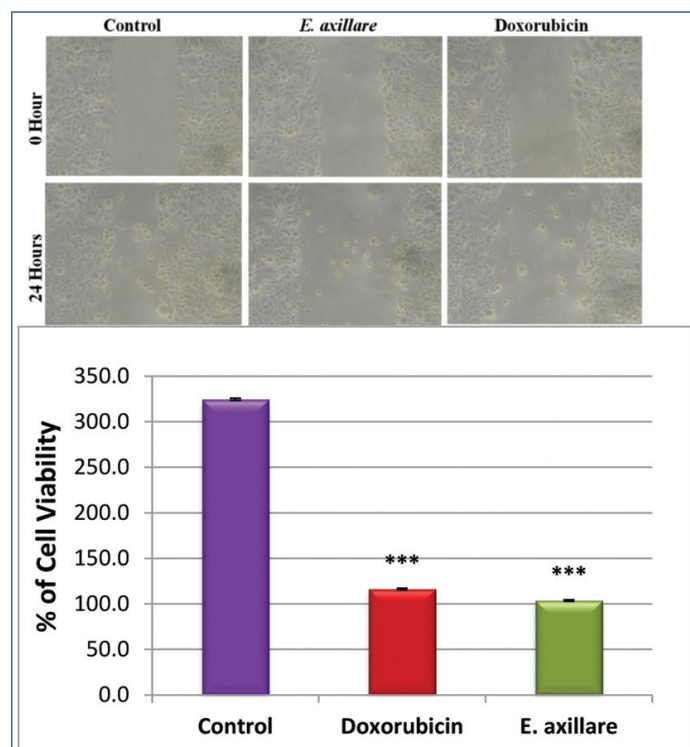 Control E. axillare Doxorubicin
0 Hour
24 Hours
% of Cell Viability
350.0
300.0
250.0
200.0
150.0
100.0
50.0
0.0
***
***
Control Doxorubicin E. axillare